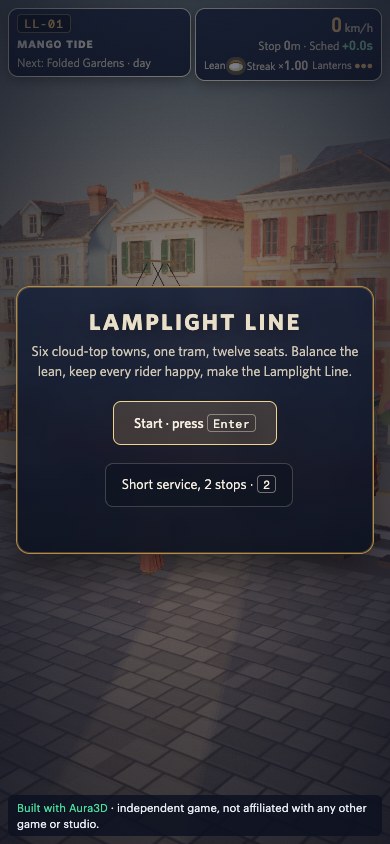 LL-01
MANGO TIDE
Next: Folded Gardens · day
0 km/h
Stop 0m · Sched +0.0s
Lean Streak ×1.00 Lanterns
LAMPLIGHT LINE
Six cloud-top towns, one tram, twelve seats. Balance the
lean, keep every rider happy, make the Lamplight Line.
Start · press Enter
Short service, 2 stops · 2
Built with Aura3D · independent game, not affiliated with any other
game or studio.